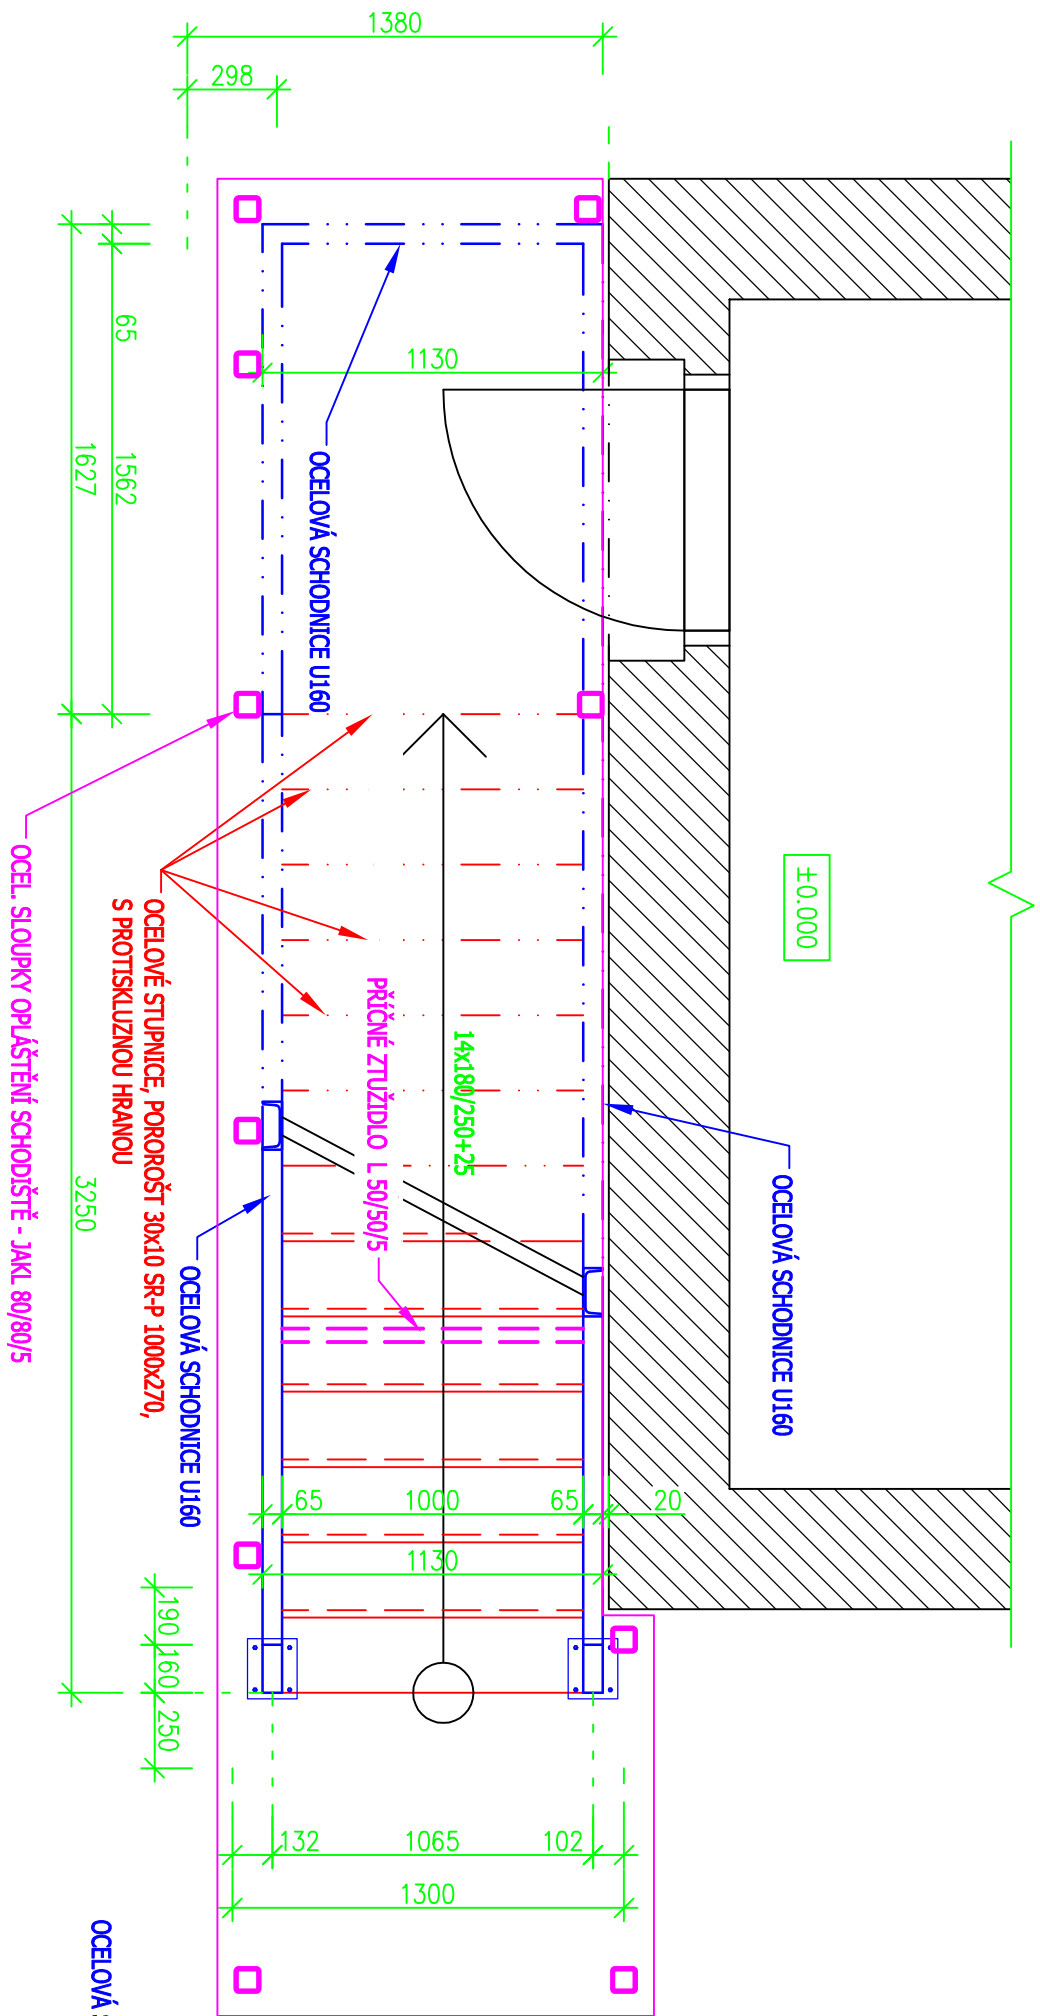 1380
298
65
1562
1627
1130
OCELOVÁ SCHODNICE U160
±0.000
14x180/250+25
PŘÍČNÉ ZTUŽIDLO L 50/50/5
OCELOVÉ STUPNICE, POROROŠT 30x10 SR-P 1000x270,
S PROTISKLUZNOU HRANOU
OCEL. SLOUPKY OPLÁŠTĚNÍ SCHODIŠTĚ - JAKL 80/80/5
3250
OCELOVÁ SCHODNICE U160
OCELOVÁ SCHODNICE U160
65
1000
65
20
1130
190
160
250
132
1065
102
1300
OCELOVÁ